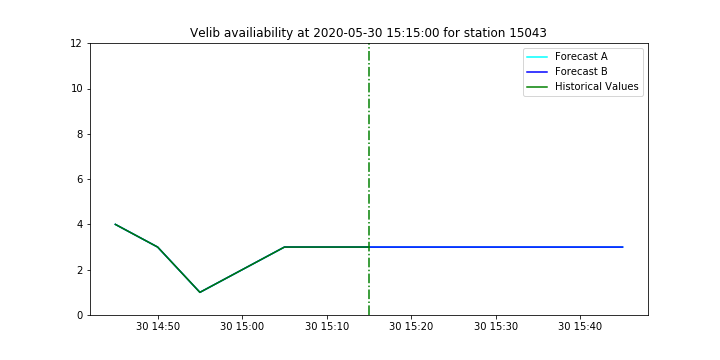 Velib availiability at 2020-05-30 15:15:00 for station 15043
12
10
8
6
4
2
0
Forecast A
Forecast B
Historical Values
30 14:50 30 15:00 30 15:10 30 15:20 30 15:30 30 15:40